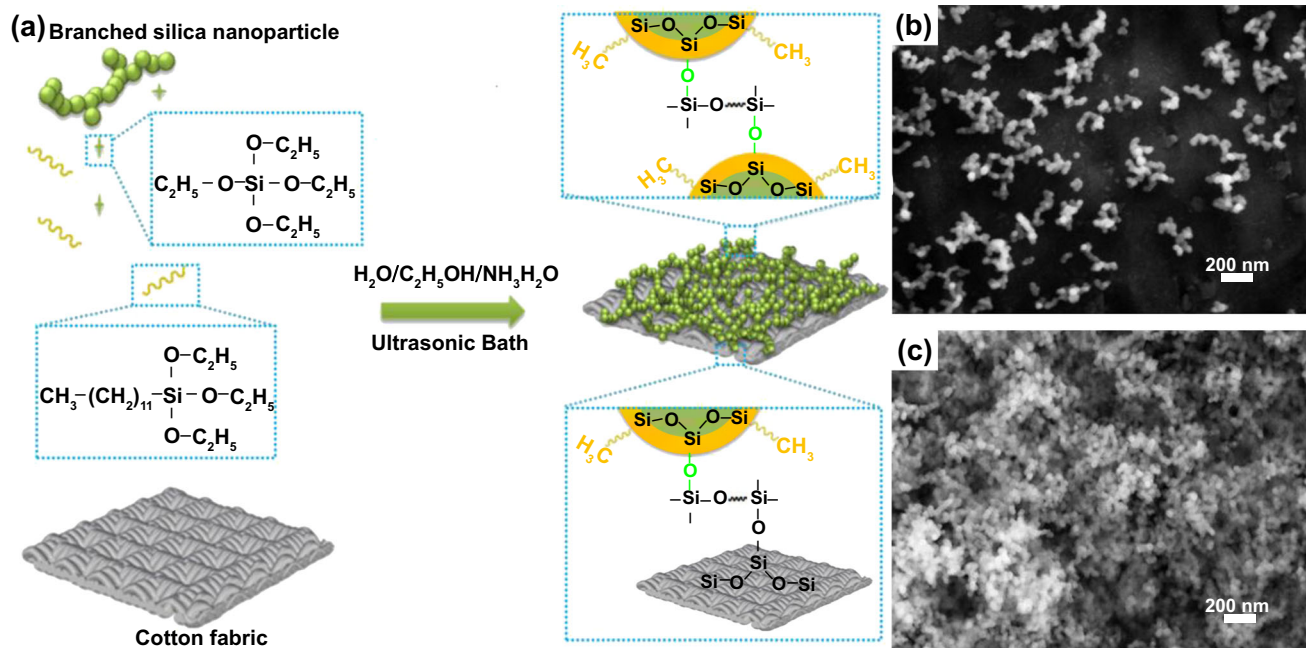 (a) Branched silica nanoparticle
O–C₂H₅
C₂H₅–O–Si–O–C₂H₅
O–C₂H₅
O–C₂H₅
CH₃–(CH₂)₁₁–Si–O–C₂H₅
O–C₂H₅
Cotton fabric
H₂O/C₂H₅OH/NH₃H₂O
Ultrasonic Bath
Si O O Si
Si
H₃C CH₃
O
–Si–O Si–
O
H₃C CH₃
Si
Si O O Si
Si O O Si
Si
H₃C CH₃
O
–Si–O Si–
O
Si
Si–O O–Si
(b)
200 nm
(c)
200 nm